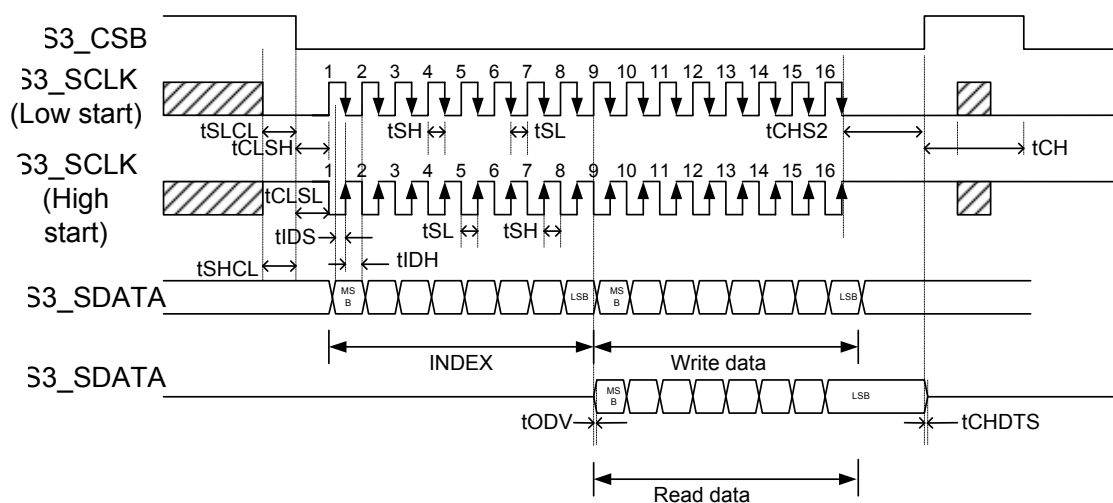 S3_CSB
S3_SCLK
(Low start)
1 2 3 4 5 6 7 8 9 10 11 12 13 14 15 16
tSLCL
tSH
tSL
tCHS2
tCLSH
tCH
S3_SCLK
(High
start)
1 2 3 4 5 6 7 8 9 10 11 12 13 14 15 16
tCLSL
tSL
tSH
tIDS
tIDH
tSHCL
S3_SDATA
MS
B
LSB
MS
B
LSB
INDEX
Write data
S3_SDATA
MS
B
LSB
tODV
tCHDTS
Read data